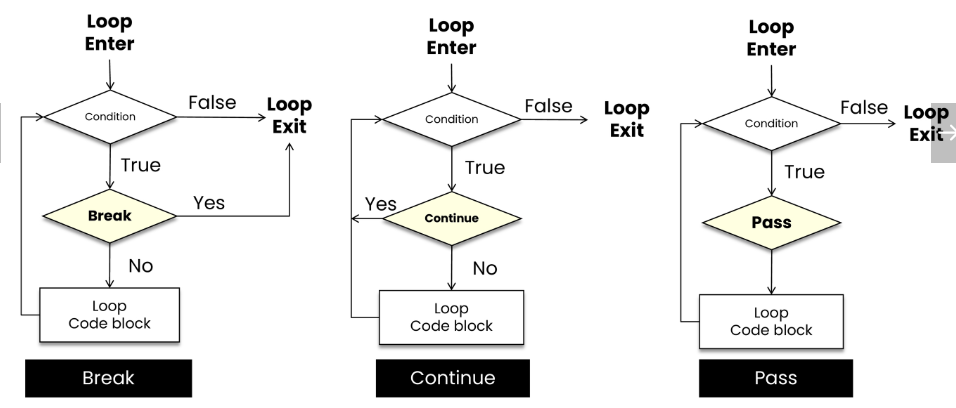 Loop
Enter
Condition
False
Loop
Exit
True
Break
Yes
No
Loop
Code block
Break
Loop
Enter
Condition
False
Loop
Exit
True
Yes
Continue
No
Loop
Code block
Continue
Loop
Enter
Condition
False
Loop
Exit
True
Pass
Loop
Code block
Pass